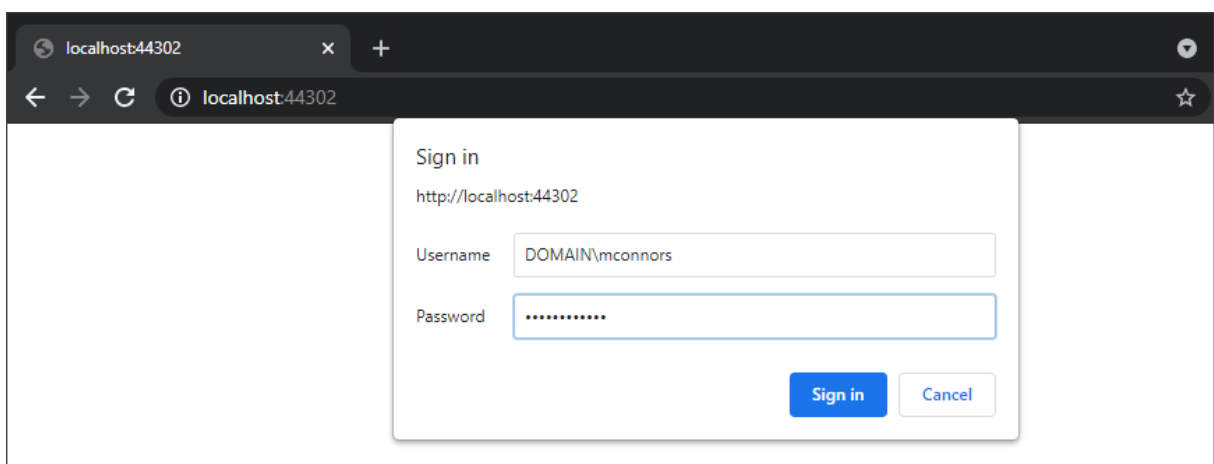 localhost:44302
localhost:44302
Sign in
http://localhost:44302
Username DOMAIN\mconnors
Password ••••••••••••
Sign in Cancel